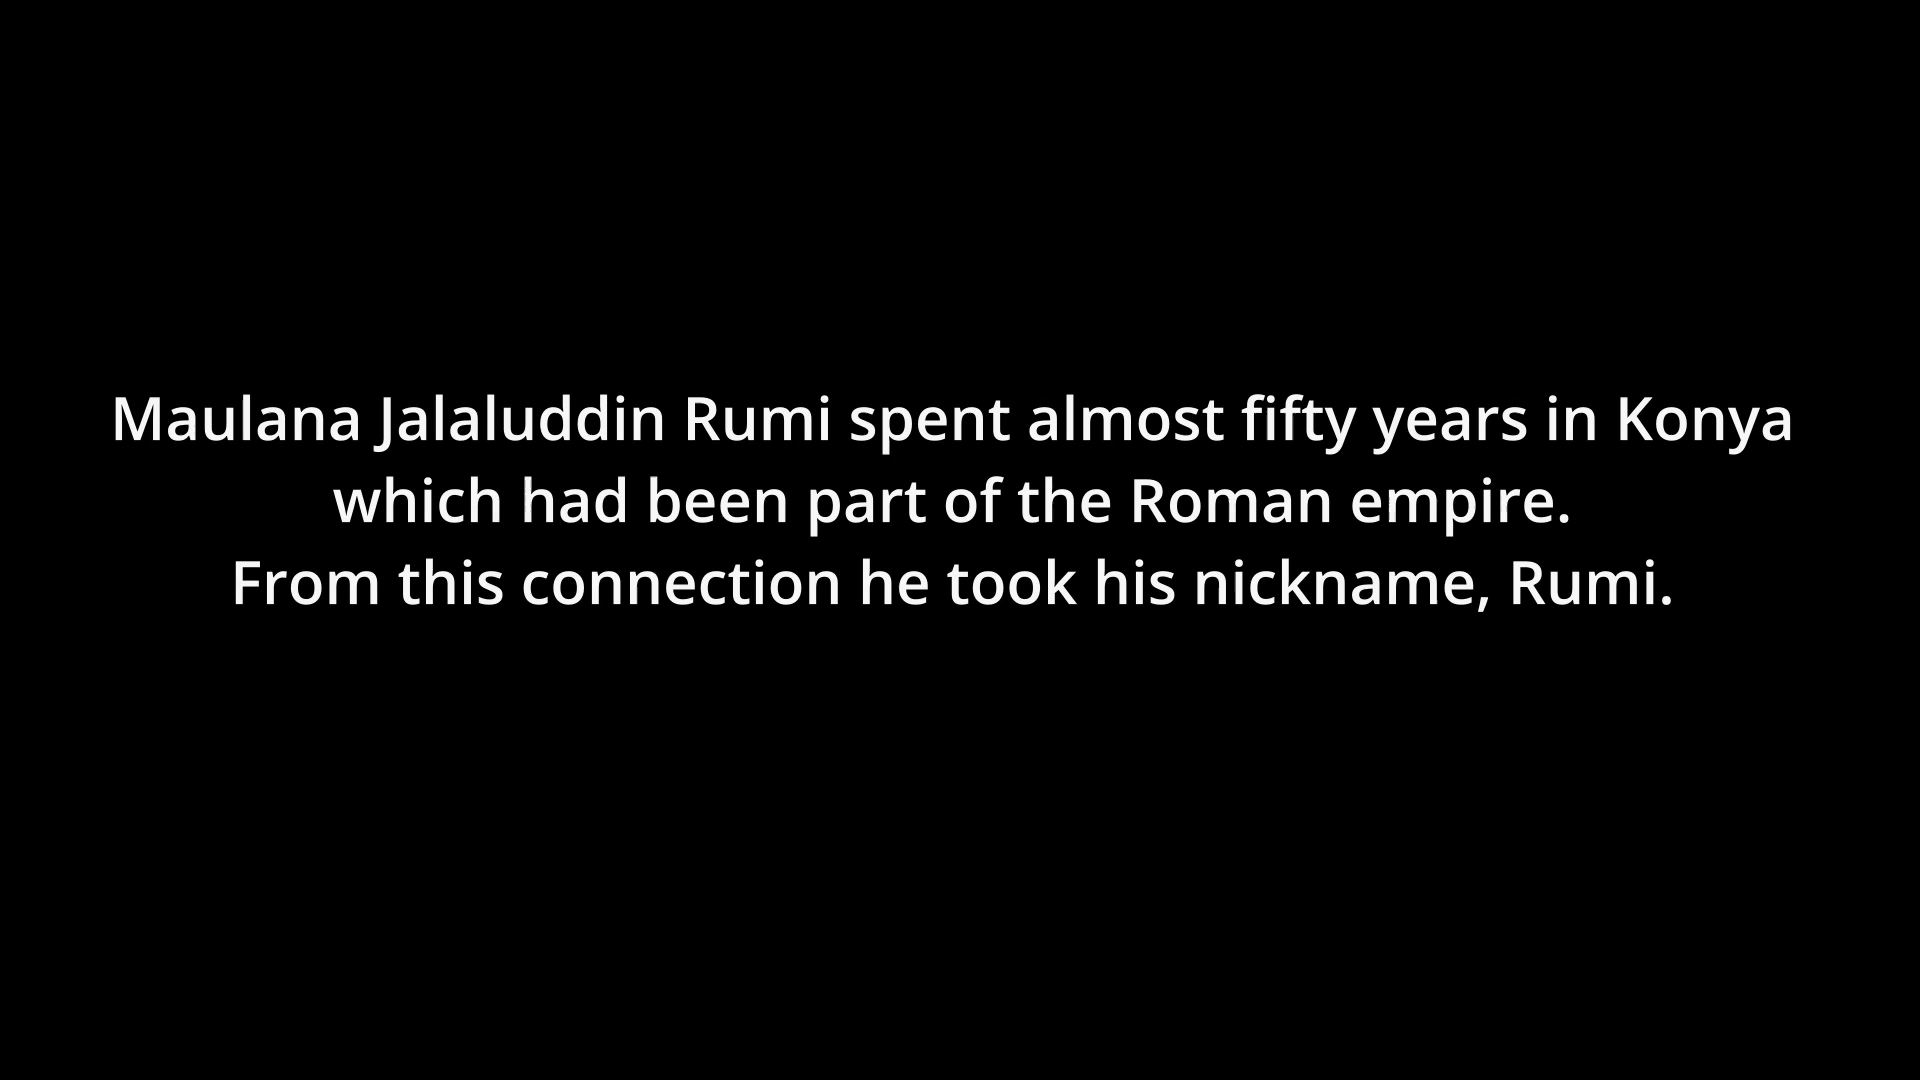 Maulana Jalaluddin Rumi spent almost fifty years in Konya
which had been part of the Roman empire.
From this connection he took his nickname, Rumi.